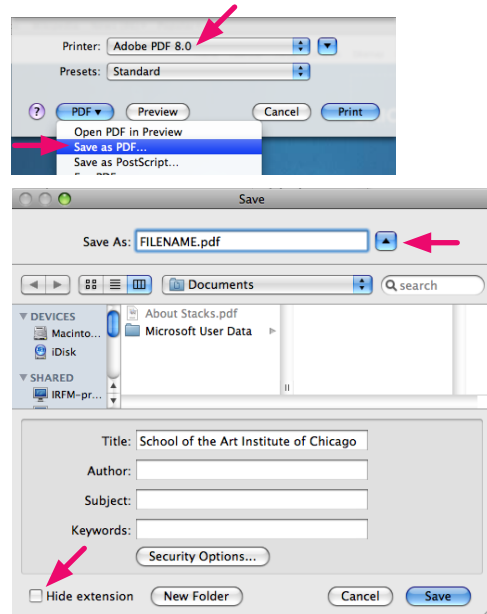 Printer: Adobe PDF 8.0
Presets: Standard
? PDF▼ Preview Cancel Print
Open PDF in Preview
Save as PDF...
Save as PostScript...
Save
Save As: FILENAME.pdf
Documents search
DEVICES
Macinto...
iDisk
SHARED
IRFM-pr...
About Stacks.pdf
Microsoft User Data
Title: School of the Art Institute of Chicago
Author:
Subject:
Keywords:
Security Options...
Hide extension New Folder Cancel Save